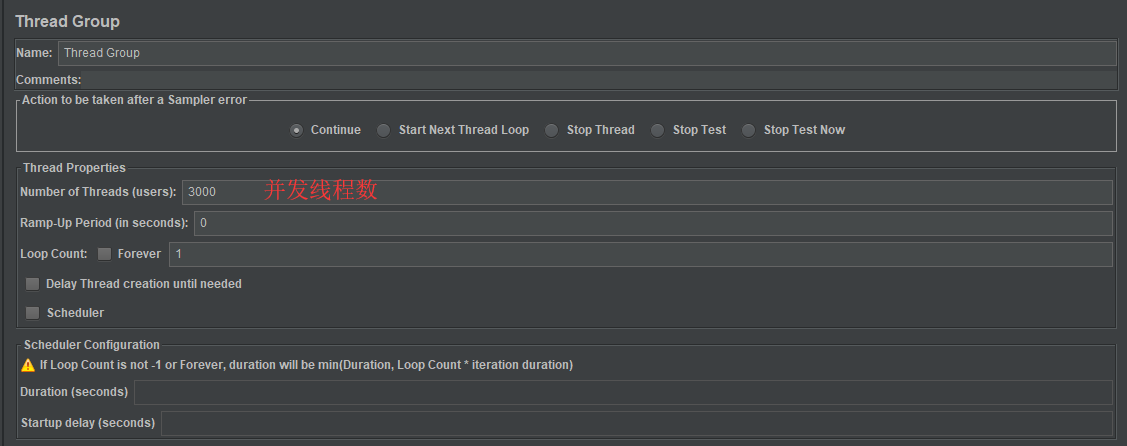 Thread Group
Name: Thread Group
Comments:
Action to be taken after a Sampler error
Continue Start Next Thread Loop Stop Thread Stop Test Stop Test Now
Thread Properties
Number of Threads (users): 3000 并发线程数
Ramp-Up Period (in seconds): 0
Loop Count: Forever 1
Delay Thread creation until needed
Scheduler
Scheduler Configuration
If Loop Count is not -1 or Forever, duration will be min(Duration, Loop Count * iteration duration)
Duration (seconds)
Startup delay (seconds)